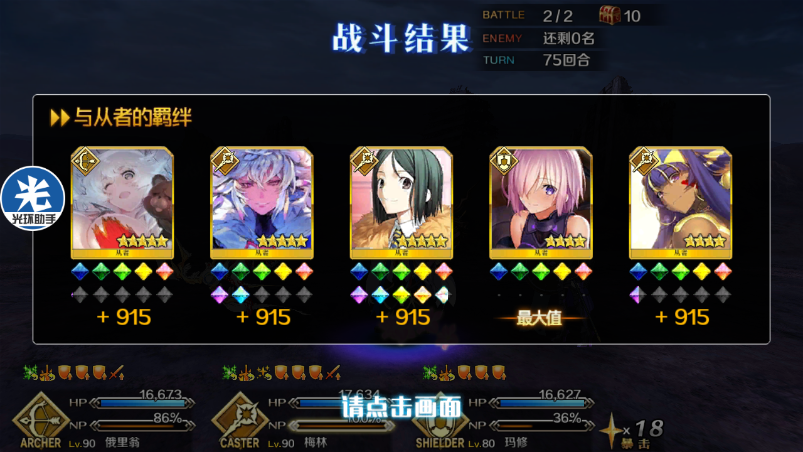 战斗结果
BATTLE 2/2 10
ENEMY 还剩0名
TURN 75回合
与从者的羁绊
光
光环助手
从者 从者 从者 从者 从者
+ 915 + 915 + 915 最大值 + 915
HP 16,673
NP 86%
ARCHER Lv.90 俄里翁
HP 17,634
NP 100%
CASTER Lv.90 梅林
请点击画面
HP 16,627
NP 36%
SHIELDER Lv.80 玛修
x 18
暴击